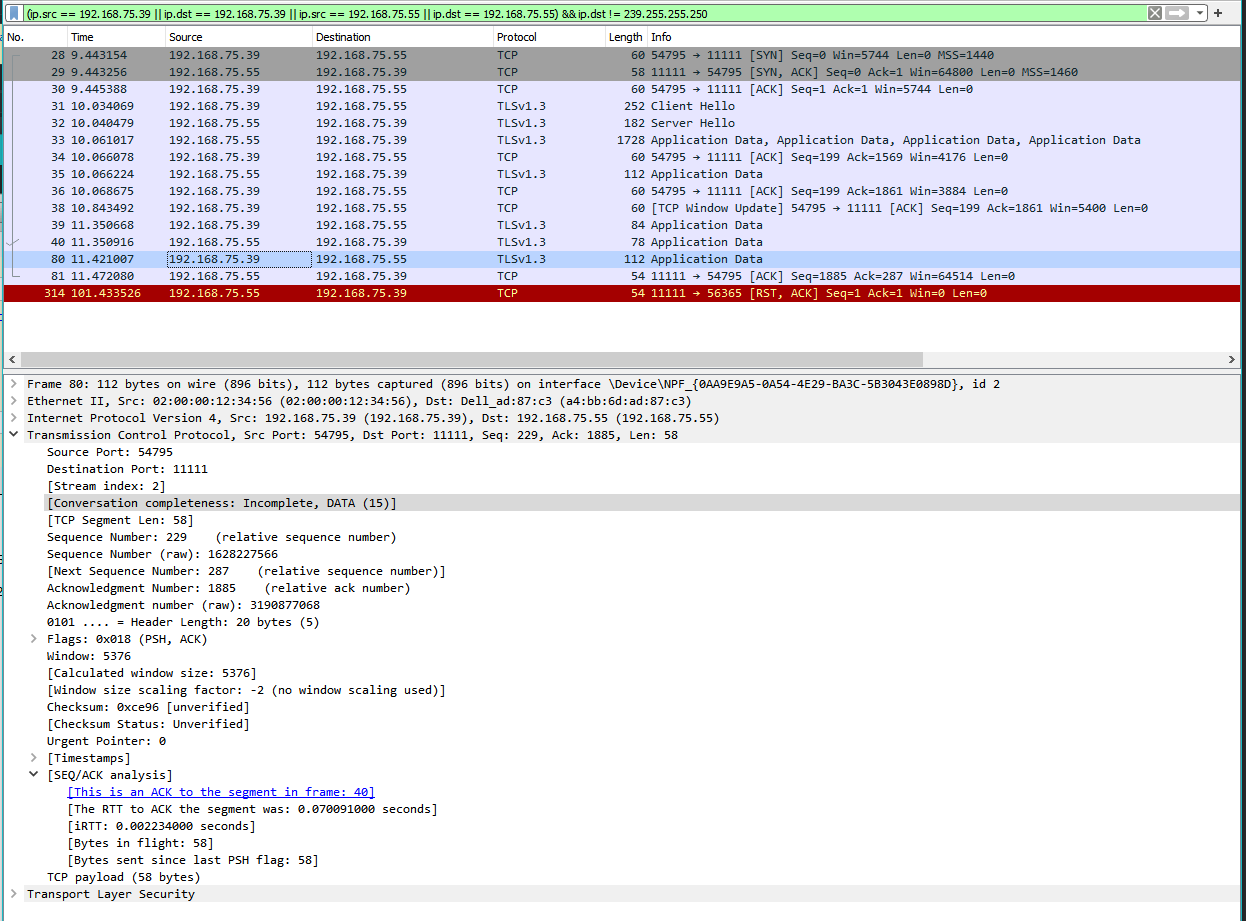 (ip.src == 192.168.75.39 || ip.dst == 192.168.75.39 || ip.src == 192.168.75.55 || ip.dst == 192.168.75.55) && ip.dst != 239.255.255.250
No. Time Source Destination Protocol Length Info
28 9.443154 192.168.75.39 192.168.75.55 TCP 60 54795 → 11111 [SYN] Seq=0 Win=5744 Len=0 MSS=1440
29 9.443256 192.168.75.55 192.168.75.39 TCP 58 11111 → 54795 [SYN, ACK] Seq=0 Ack=1 Win=64800 Len=0 MSS=1460
30 9.445388 192.168.75.39 192.168.75.55 TCP 60 54795 → 11111 [ACK] Seq=1 Ack=1 Win=5744 Len=0
31 10.034069 192.168.75.39 192.168.75.55 TLSv1.3 252 Client Hello
32 10.040479 192.168.75.55 192.168.75.39 TLSv1.3 182 Server Hello
33 10.061017 192.168.75.55 192.168.75.39 TLSv1.3 1728 Application Data, Application Data, Application Data, Application Data
34 10.066078 192.168.75.39 192.168.75.55 TCP 60 54795 → 11111 [ACK] Seq=199 Ack=1569 Win=4176 Len=0
35 10.066224 192.168.75.55 192.168.75.39 TLSv1.3 112 Application Data
36 10.068675 192.168.75.39 192.168.75.55 TCP 60 54795 → 11111 [ACK] Seq=199 Ack=1861 Win=3884 Len=0
38 10.843492 192.168.75.39 192.168.75.55 TCP 60 [TCP Window Update] 54795 → 11111 [ACK] Seq=199 Ack=1861 Win=5400 Len=0
39 11.350668 192.168.75.39 192.168.75.55 TLSv1.3 84 Application Data
40 11.350916 192.168.75.55 192.168.75.39 TLSv1.3 78 Application Data
80 11.421007 192.168.75.39 192.168.75.55 TLSv1.3 112 Application Data
81 11.472080 192.168.75.55 192.168.75.39 TCP 54 11111 → 54795 [ACK] Seq=1885 Ack=287 Win=64514 Len=0
314 101.433526 192.168.75.55 192.168.75.39 TCP 54 11111 → 56365 [RST, ACK] Seq=1 Ack=1 Win=0 Len=0
Frame 80: 112 bytes on wire (896 bits), 112 bytes captured (896 bits) on interface \Device\NPF_{0AA9E9A5-0A54-4E29-BA3C-5B3043E0898D}, id 2
Ethernet II, Src: 02:00:00:12:34:56 (02:00:00:12:34:56), Dst: Dell_ad:87:c3 (a4:bb:6d:ad:87:c3)
Internet Protocol Version 4, Src: 192.168.75.39 (192.168.75.39), Dst: 192.168.75.55 (192.168.75.55)
Transmission Control Protocol, Src Port: 54795, Dst Port: 11111, Seq: 229, Ack: 1885, Len: 58
Source Port: 54795
Destination Port: 11111
[Stream index: 2]
[Conversation completeness: Incomplete, DATA (15)]
[TCP Segment Len: 58]
Sequence Number: 229 (relative sequence number)
Sequence Number (raw): 1628227566
[Next Sequence Number: 287 (relative sequence number)]
Acknowledgment Number: 1885 (relative ack number)
Acknowledgment number (raw): 3190877068
0101 .... = Header Length: 20 bytes (5)
Flags: 0x018 (PSH, ACK)
Window: 5376
[Calculated window size: 5376]
[Window size scaling factor: -2 (no window scaling used)]
Checksum: 0xce96 [unverified]
[Checksum Status: Unverified]
Urgent Pointer: 0
[Timestamps]
[SEQ/ACK analysis]
[This is an ACK to the segment in frame: 40]
[The RTT to ACK the segment was: 0.070091000 seconds]
[iRTT: 0.002234000 seconds]
[Bytes in flight: 58]
[Bytes sent since last PSH flag: 58]
TCP payload (58 bytes)
Transport Layer Security